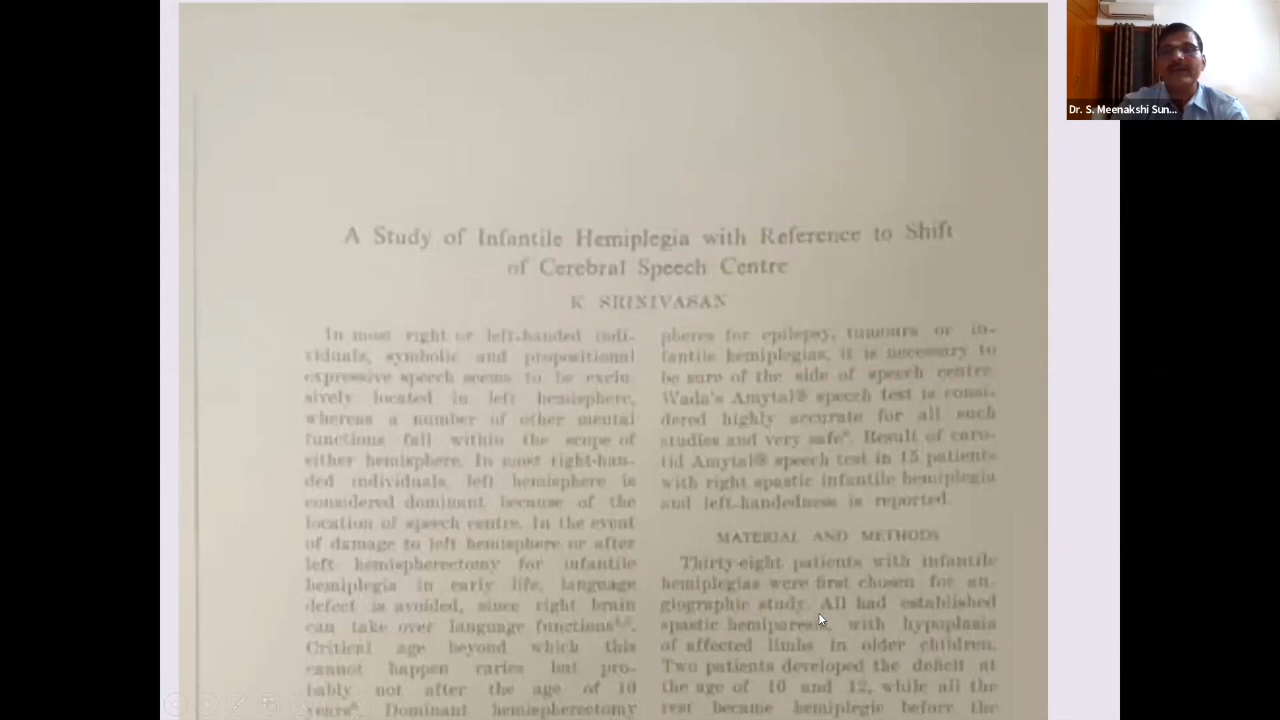 Dr. S. Meenakshi Sun...
A Study of Infantile Hemiplegia with Reference to Shift
of Cerebral Speech Centre
K SRINIVASAN
In most right or left-handed indi-
viduals, symbolic and propositional
expressive speech seems to be exclu-
sively located in left hemisphere,
whereas a number of other mental
functions fall within the scope of
either hemisphere. In most right-han-
ded individuals, left hemisphere is
considered dominant because of the
location of speech centre. In the event
of damage to left hemisphere or after
left hemispherectomy for infantile
hemiplegia in early life, language
defect is avoided, since right brain
can take over language functions
Critical age beyond which this
cannot happen varies but pro-
bably not after the age of 10
years. Dominant hemispherectomy
pheres for epilepsy, tumours or in-
fantile hemiplegias, it is necessary to
be sure of the side of speech centre.
Wada's Amytal® speech test is consi-
dered highly accurate for all such
studies and very safe. Result of caro-
tid Amytal® speech test in 15 patients
with right spastic infantile hemiplegia
and left-handedness is reported.
MATERIAL AND METHODS
Thirty-eight patients with infantile
hemiplegias were first chosen for an-
giographic study. All had established
spastic hemiparesis, with hypoplasia
of affected limbs in older children.
Two patients developed the deficit at
the age of 10 and 12, while all the
rest became hemiplegic before the